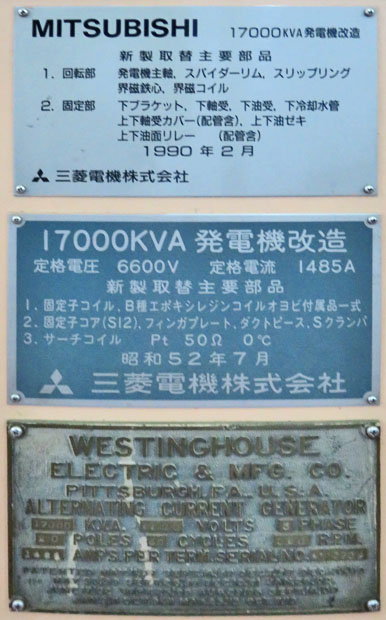 MITSUBISHI 17000KVA発電機改造
新製取替主要部品
1. 回転部 発電機主軸、スパイダーリム、スリップリング
界磁鉄心、界磁コイル
2. 固定部 下ブラケット、下軸受、下油受、下冷却水管
上下軸受カバー(配管含)、上下油ゼキ
上下油面リレー (配管含)
1990年2月
三菱電機株式会社
17000KVA 発電機改造
定格電圧 6600V 定格電流 1485A
新製取替主要部品
1. 固定子コイル、B種エポキシレジンコイルオヨビ付属品一式
2. 固定子コア(S12)、フィンガプレート、ダクトピース、Sクランパ
3. サーチコイル Pt 50Ω 0℃
昭和52年7月
三菱電機株式会社
WESTINGHOUSE
ELECTRIC & MFG. CO.
PITTSBURGH, PA., U.S.A.
ALTERNATING CURRENT GENERATOR
KVA. VOLTS 3 PHASE
POLES CYCLES R.P.M.
AMPS. PER TERM. SERIAL NO.